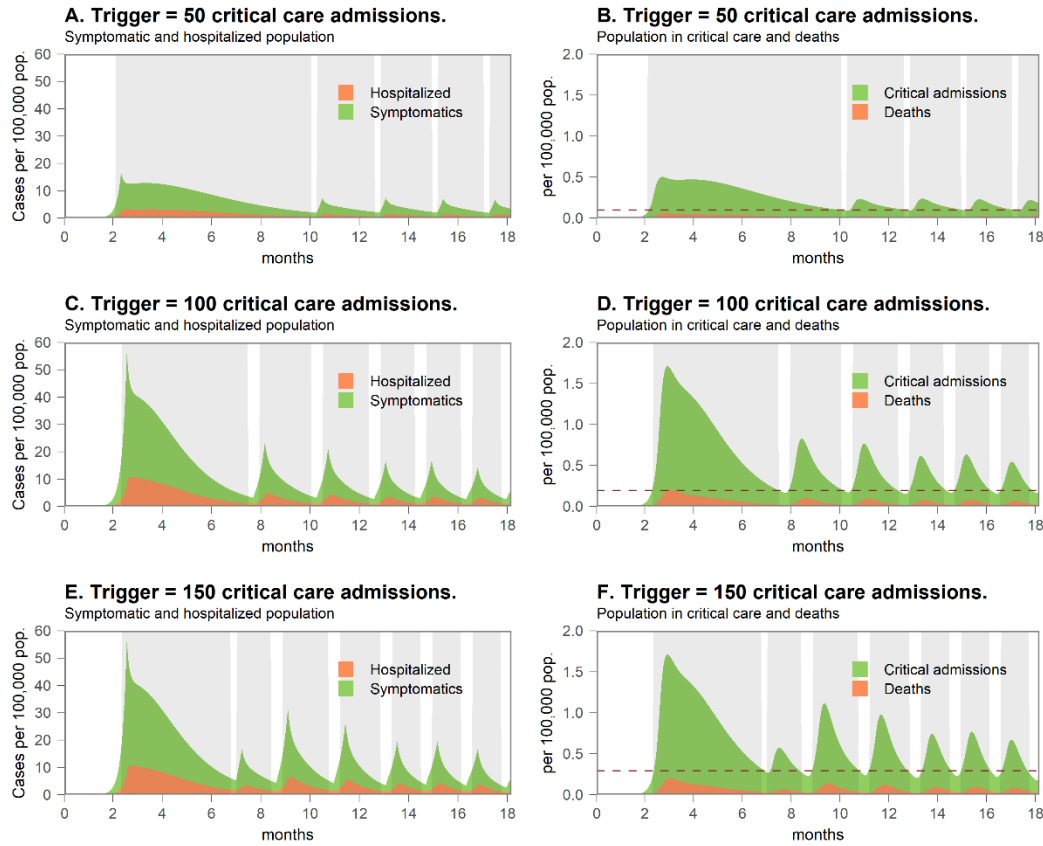 A. Trigger = 50 critical care admissions.
Symptomatic and hospitalized population
Cases per 100,000 pop.
60
50
40
30
20
10
0
Hospitalized
Symptomatics
0 2 4 6 8 10 12 14 16 18
months
B. Trigger = 50 critical care admissions.
Population in critical care and deaths
per 100,000 pop.
2.0
1.5
1.0
0.5
0.0
Critical admissions
Deaths
0 2 4 6 8 10 12 14 16 18
months
C. Trigger = 100 critical care admissions.
Symptomatic and hospitalized population
Cases per 100,000 pop.
60
50
40
30
20
10
0
Hospitalized
Symptomatics
0 2 4 6 8 10 12 14 16 18
months
D. Trigger = 100 critical care admissions.
Population in critical care and deaths
per 100,000 pop.
2.0
1.5
1.0
0.5
0.0
Critical admissions
Deaths
0 2 4 6 8 10 12 14 16 18
months
E. Trigger = 150 critical care admissions.
Symptomatic and hospitalized population
Cases per 100,000 pop.
60
50
40
30
20
10
0
Hospitalized
Symptomatics
0 2 4 6 8 10 12 14 16 18
months
F. Trigger = 150 critical care admissions.
Population in critical care and deaths
per 100,000 pop.
2.0
1.5
1.0
0.5
0.0
Critical admissions
Deaths
0 2 4 6 8 10 12 14 16 18
months